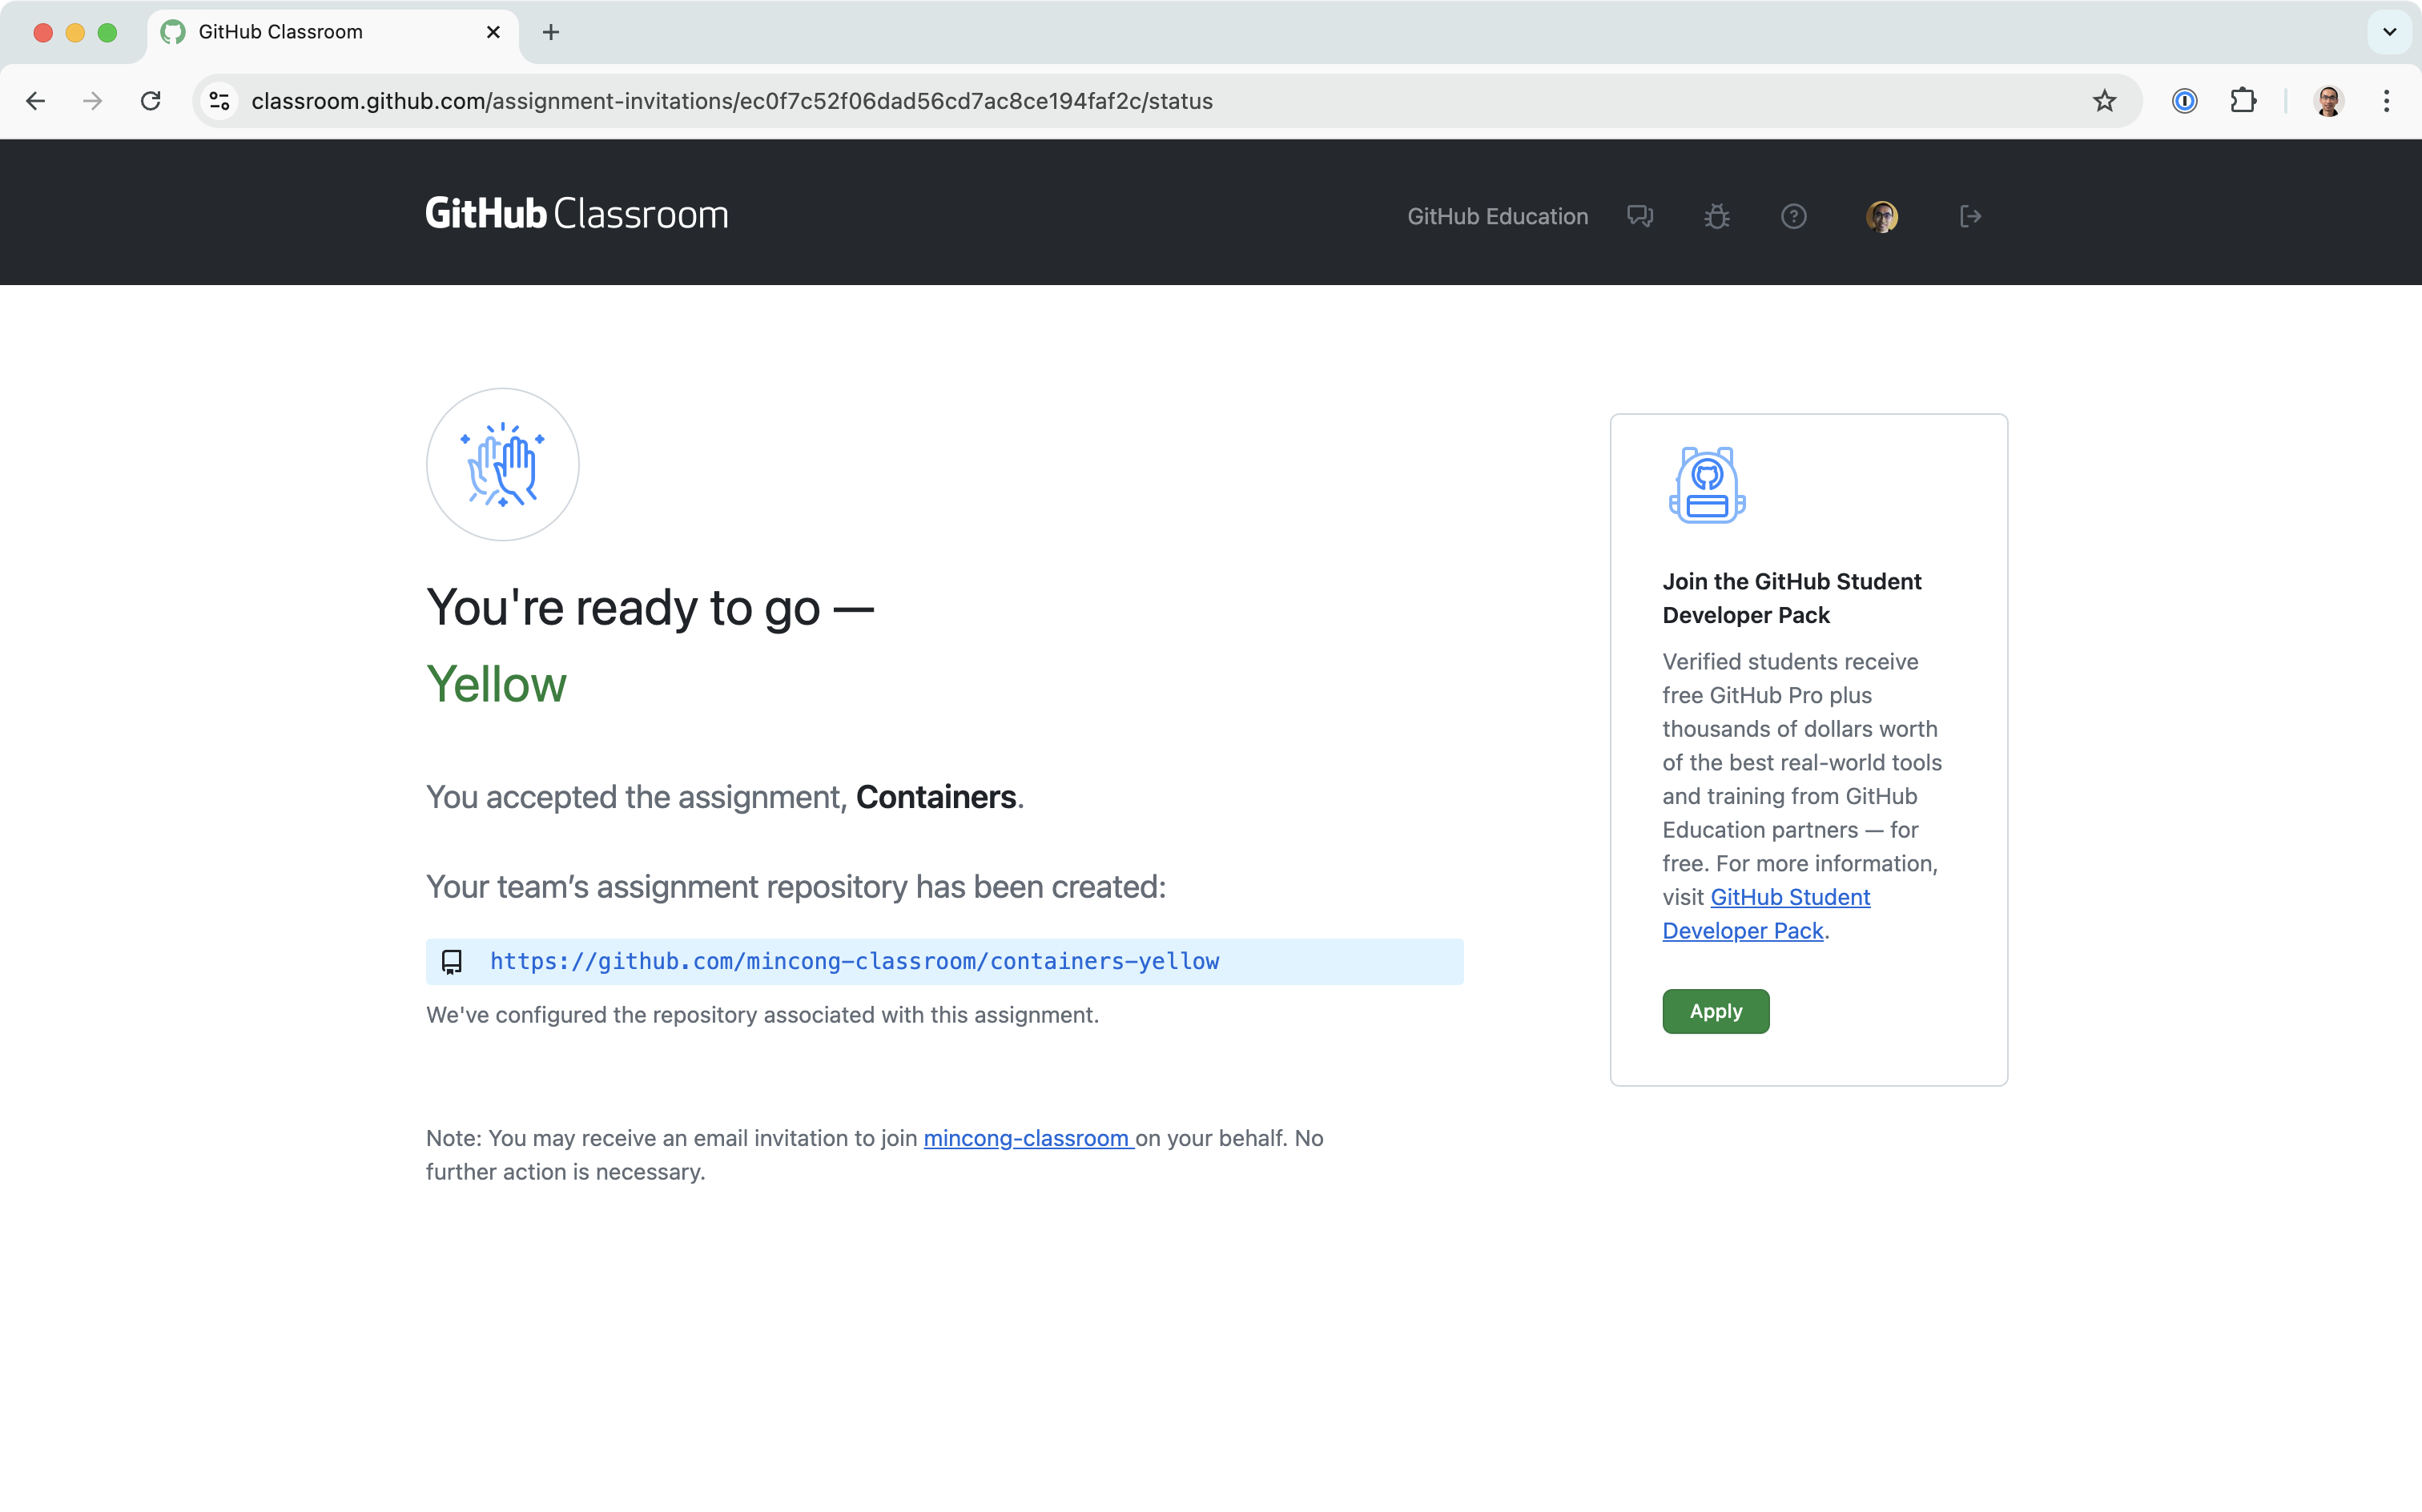 GitHub Classroom
classroom.github.com/assignment-invitations/ec0f7c52f06dad56cd7ac8ce194faf2c/status
GitHub Classroom
GitHub Education
You're ready to go —
Yellow
You accepted the assignment, Containers.
Your team’s assignment repository has been created:
https://github.com/mincong-classroom/containers-yellow
We've configured the repository associated with this assignment.
Note: You may receive an email invitation to join mincong-classroom on your behalf. No
further action is necessary.
Join the GitHub Student
Developer Pack
Verified students receive
free GitHub Pro plus
thousands of dollars worth
of the best real-world tools
and training from GitHub
Education partners — for
free. For more information,
visit GitHub Student
Developer Pack.
Apply